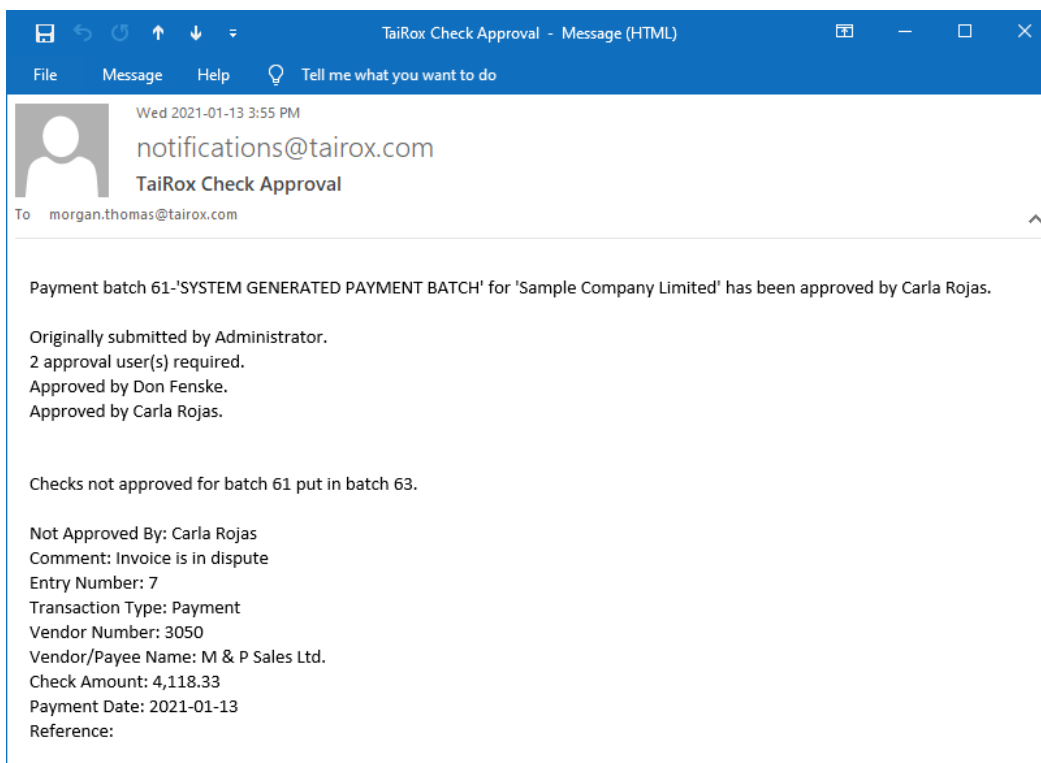 TaiRox Check Approval - Message (HTML)
File Message Help Tell me what you want to do
Wed 2021-01-13 3:55 PM
notifications@tairox.com
TaiRox Check Approval
To morgan.thomas@tairox.com
Payment batch 61-'SYSTEM GENERATED PAYMENT BATCH' for 'Sample Company Limited' has been approved by Carla Rojas.
Originally submitted by Administrator.
2 approval user(s) required.
Approved by Don Fenske.
Approved by Carla Rojas.
Checks not approved for batch 61 put in batch 63.
Not Approved By: Carla Rojas
Comment: Invoice is in dispute
Entry Number: 7
Transaction Type: Payment
Vendor Number: 3050
Vendor/Payee Name: M & P Sales Ltd.
Check Amount: 4,118.33
Payment Date: 2021-01-13
Reference: